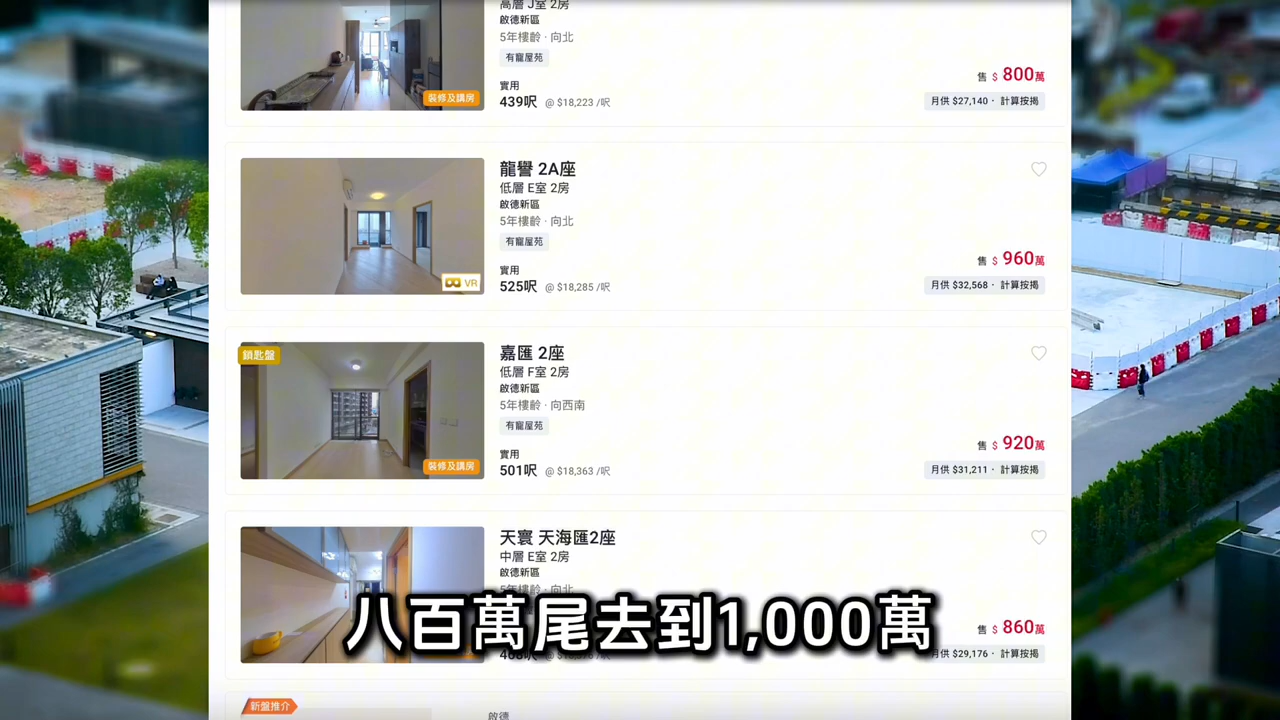 高層 J室 2房
啟德新區
5年樓齡 · 向北
有寵屋苑
裝修及講房
實用
439呎 @ $18,223 /呎
售 $ 800萬
月供 $27,140 · 計算按揭
龍譽 2A座
低層 E室 2房
啟德新區
5年樓齡 · 向北
有寵屋苑
VR
實用
525呎 @ $18,285 /呎
售 $ 960萬
月供 $32,568 · 計算按揭
鎖匙盤
嘉匯 2座
低層 F室 2房
啟德新區
5年樓齡 · 向西南
有寵屋苑
裝修及講房
實用
501呎 @ $18,363 /呎
售 $ 920萬
月供 $31,211 · 計算按揭
天寰 天海匯2座
中層 E室 2房
啟德新區
5年樓齡 · 向北
八百萬尾去到1,000萬
售 $ 860萬
月供 $29,176 · 計算按揭
新盤推介
啟德